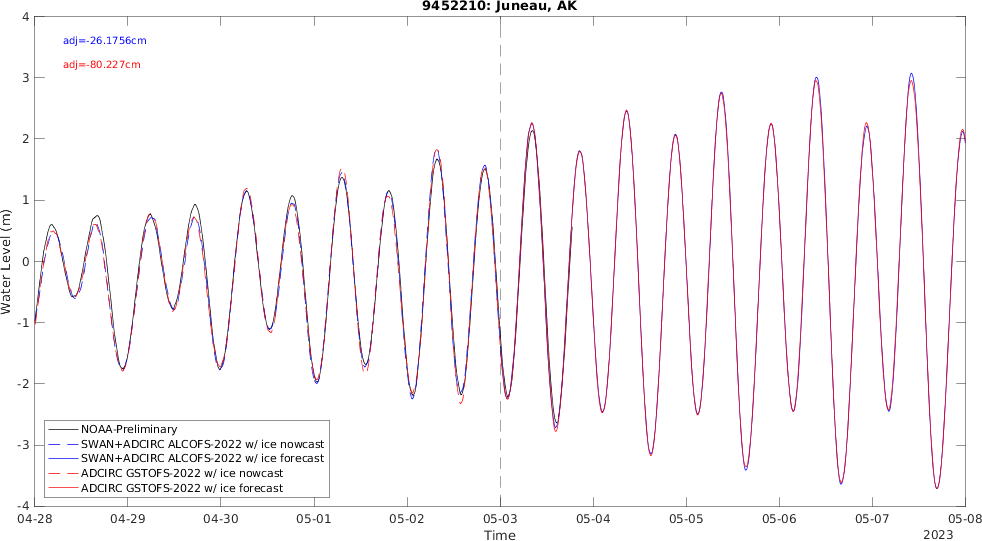 9452210: Juneau, AK
adj=-26.1756cm
adj=-80.227cm
Water Level (m)
4
3
2
1
0
-1
-2
-3
-4
NOAA-Preliminary
SWAN+ADCIRC ALCOFS-2022 w/ ice nowcast
SWAN+ADCIRC ALCOFS-2022 w/ ice forecast
ADCIRC GSTOFS-2022 w/ ice nowcast
ADCIRC GSTOFS-2022 w/ ice forecast
04-28 04-29 04-30 05-01 05-02 05-03 05-04 05-05 05-06 05-07 05-08
Time
2023